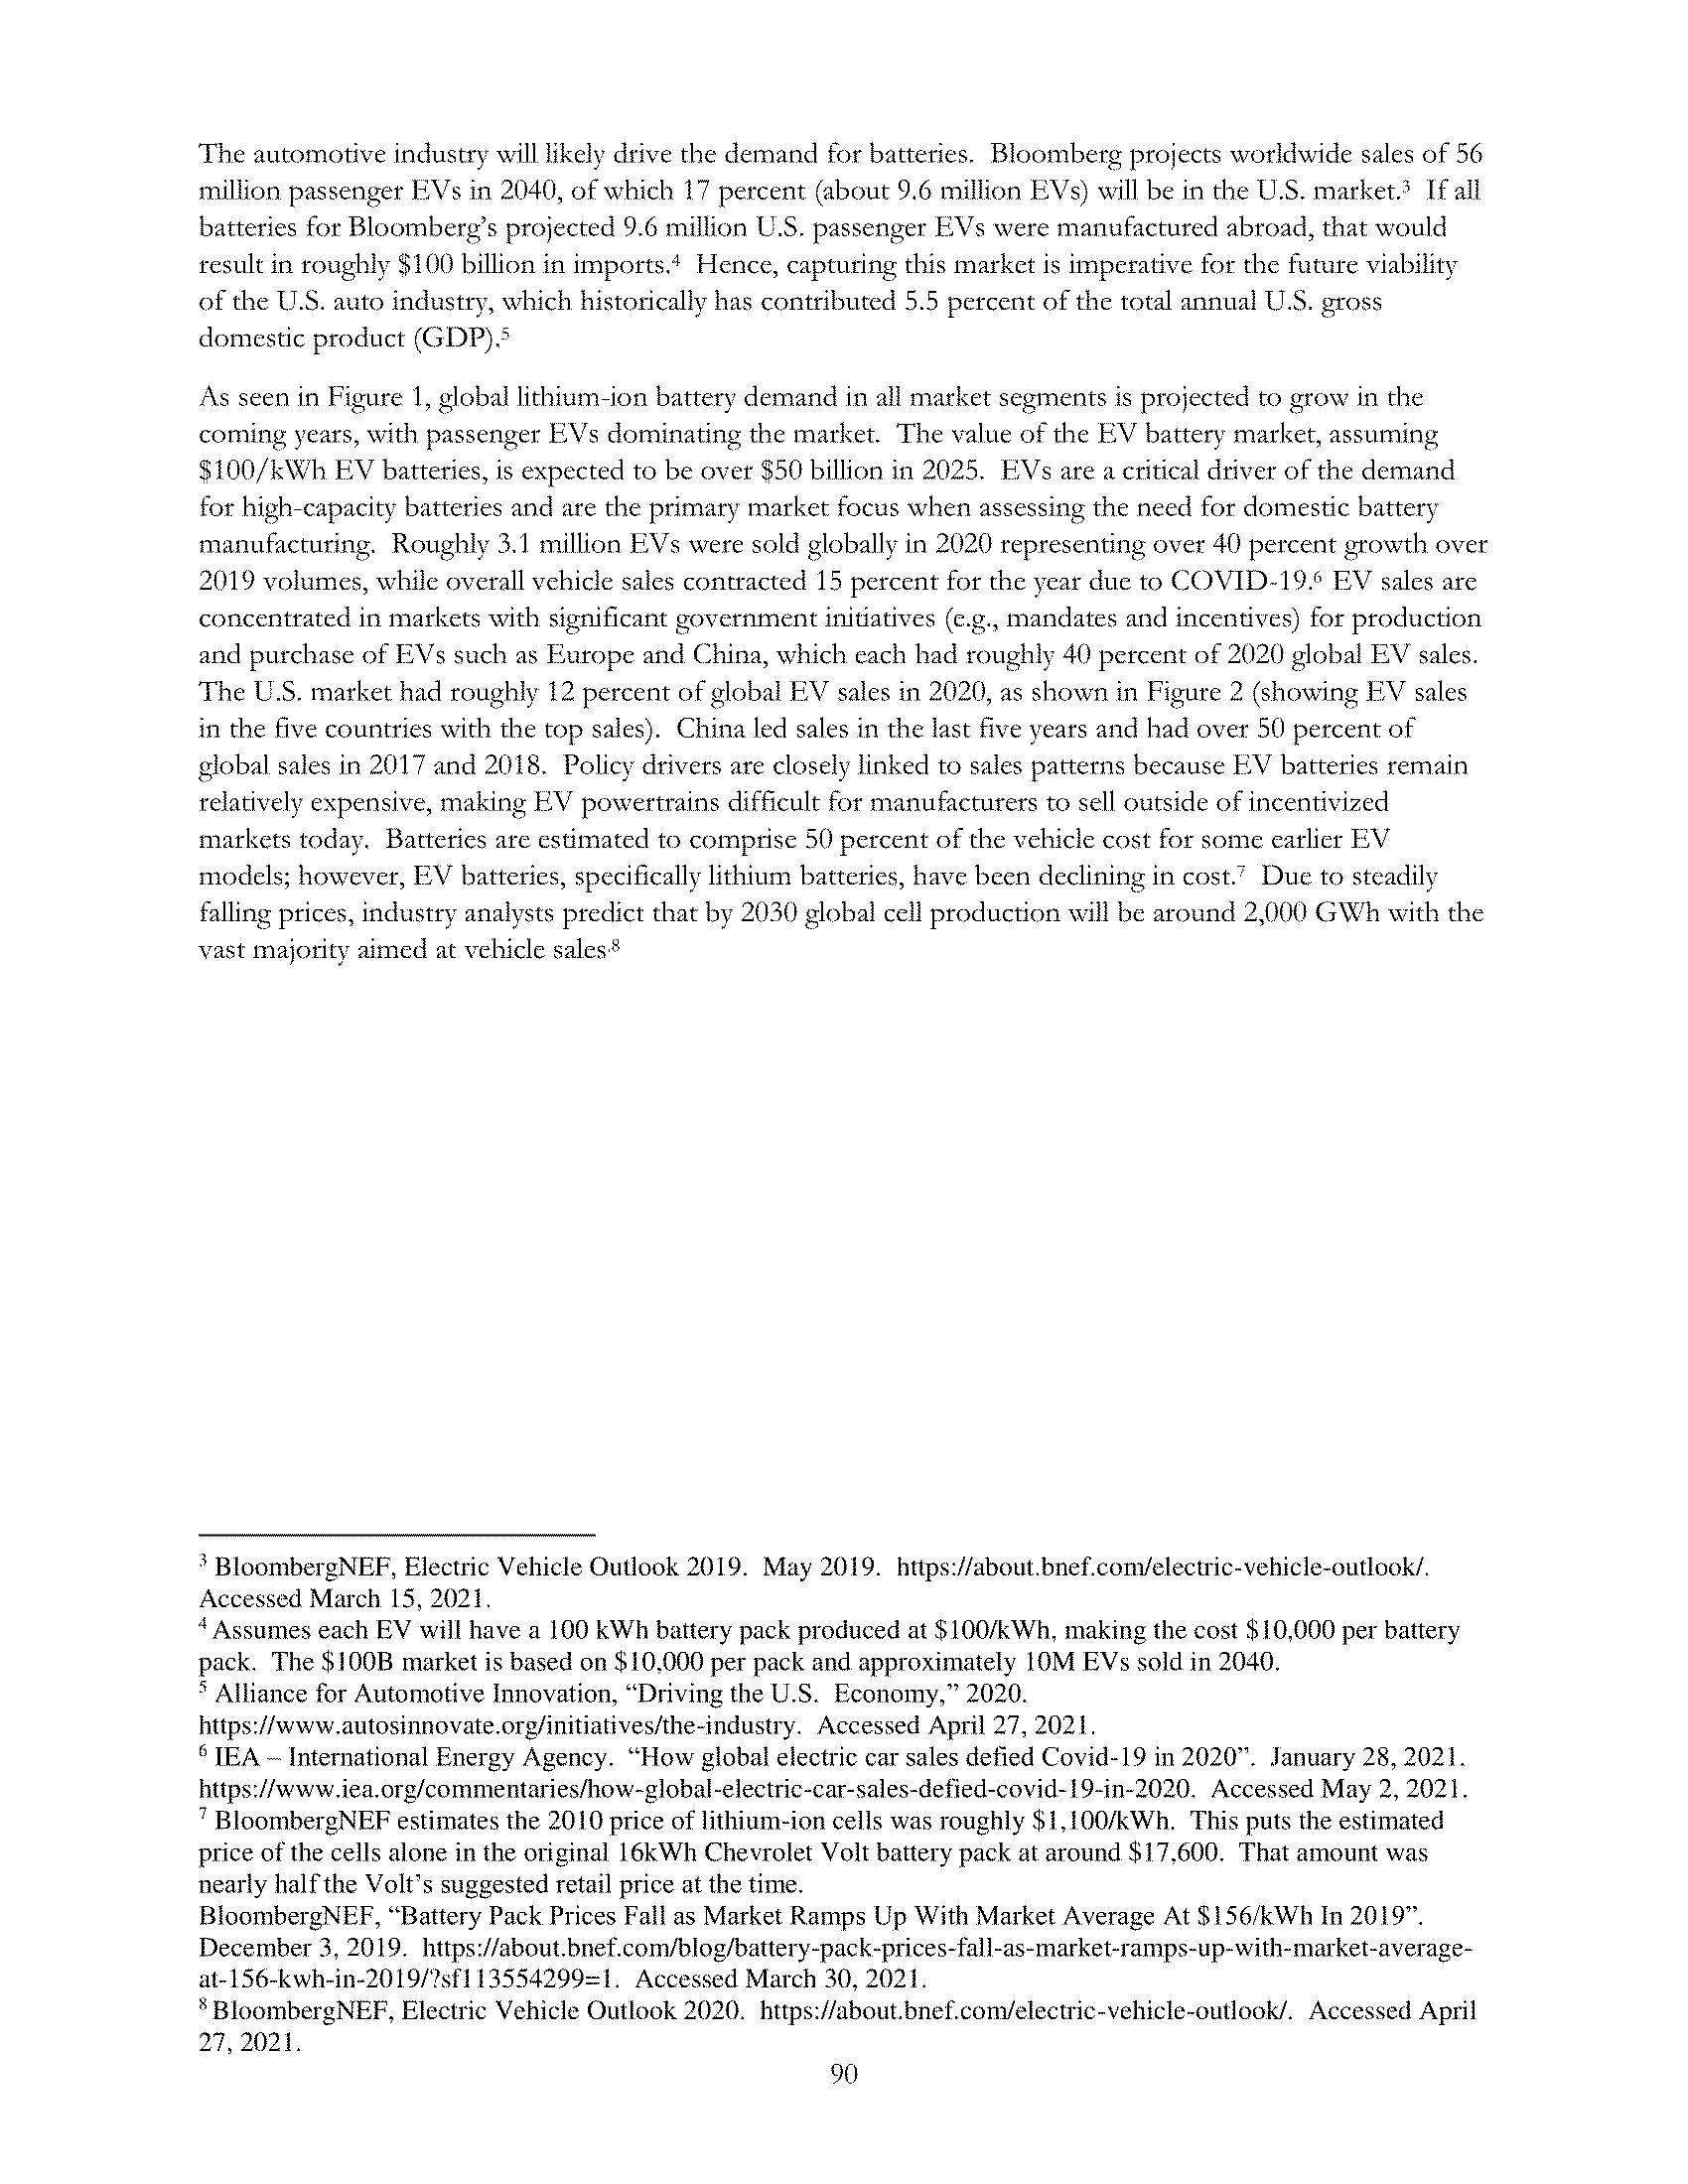 The automotive industry will likely drive the demand for batteries.  Bloomberg projects worldwide sales of 56
million passenger EVs in 2040, of which 17 percent (about 9.6 million EVs) will be in the U.S. market.³  If all
batteries for Bloomberg's projected 9.6 million U.S. passenger EVs were manufactured abroad, that would
result in roughly $100 billion in imports.⁴  Hence, capturing this market is imperative for the future viability
of the U.S. auto industry, which historically has contributed 5.5 percent of the total annual U.S. gross
domestic product (GDP).⁵
As seen in Figure 1, global lithium-ion battery demand in all market segments is projected to grow in the
coming years, with passenger EVs dominating the market.  The value of the EV battery market, assuming
$100/kWh EV batteries, is expected to be over $50 billion in 2025.  EVs are a critical driver of the demand
for high-capacity batteries and are the primary market focus when assessing the need for domestic battery
manufacturing.  Roughly 3.1 million EVs were sold globally in 2020 representing over 40 percent growth over
2019 volumes, while overall vehicle sales contracted 15 percent for the year due to COVID-19.⁶ EV sales are
concentrated in markets with significant government initiatives (e.g., mandates and incentives) for production
and purchase of EVs such as Europe and China, which each had roughly 40 percent of 2020 global EV sales.
The U.S. market had roughly 12 percent of global EV sales in 2020, as shown in Figure 2 (showing EV sales
in the five countries with the top sales).  China led sales in the last five years and had over 50 percent of
global sales in 2017 and 2018.  Policy drivers are closely linked to sales patterns because EV batteries remain
relatively expensive, making EV powertrains difficult for manufacturers to sell outside of incentivized
markets today.  Batteries are estimated to comprise 50 percent of the vehicle cost for some earlier EV
models; however, EV batteries, specifically lithium batteries, have been declining in cost.⁷  Due to steadily
falling prices, industry analysts predict that by 2030 global cell production will be around 2,000 GWh with the
vast majority aimed at vehicle sales.⁸
³ BloombergNEF, Electric Vehicle Outlook 2019.  May 2019.  https://about.bnef.com/electric-vehicle-outlook/.
Accessed March 15, 2021.
⁴ Assumes each EV will have a 100 kWh battery pack produced at $100/kWh, making the cost $10,000 per battery
pack.  The $100B market is based on $10,000 per pack and approximately 10M EVs sold in 2040.
⁵ Alliance for Automotive Innovation, “Driving the U.S.  Economy,” 2020.
https://www.autosinnovate.org/initiatives/the-industry.  Accessed April 27, 2021.
⁶ IEA – International Energy Agency.  “How global electric car sales defied Covid-19 in 2020”.  January 28, 2021.
https://www.iea.org/commentaries/how-global-electric-car-sales-defied-covid-19-in-2020.  Accessed May 2, 2021.
⁷ BloombergNEF estimates the 2010 price of lithium-ion cells was roughly $1,100/kWh.  This puts the estimated
price of the cells alone in the original 16kWh Chevrolet Volt battery pack at around $17,600.  That amount was
nearly half the Volt's suggested retail price at the time.
BloombergNEF, “Battery Pack Prices Fall as Market Ramps Up With Market Average At $156/kWh In 2019”.
December 3, 2019.  https://about.bnef.com/blog/battery-pack-prices-fall-as-market-ramps-up-with-market-average-
at-156-kwh-in-2019/?sf113554299=1.  Accessed March 30, 2021.
⁸ BloombergNEF, Electric Vehicle Outlook 2020.  https://about.bnef.com/electric-vehicle-outlook/.  Accessed April
27, 2021.
90